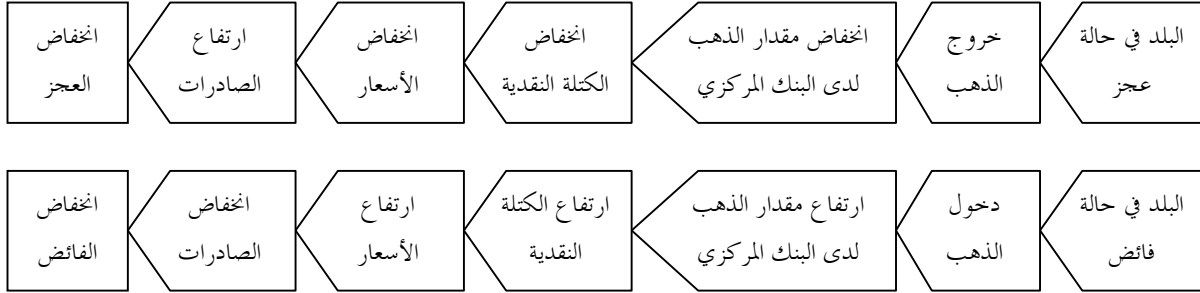 البلد في حالة
عجز
خروج
الذهب
انخفاض مقدار الذهب
لدى البنك المركزي
انخفاض
الكتلة النقدية
انخفاض
الأسعار
ارتفاع
الصادرات
انخفاض
العجز
البلد في حالة
فائض
دخول
الذهب
ارتفاع مقدار الذهب
لدى البنك المركزي
ارتفاع الكتلة
النقدية
ارتفاع
الأسعار
انخفاض
الصادرات
انخفاض
الفائض